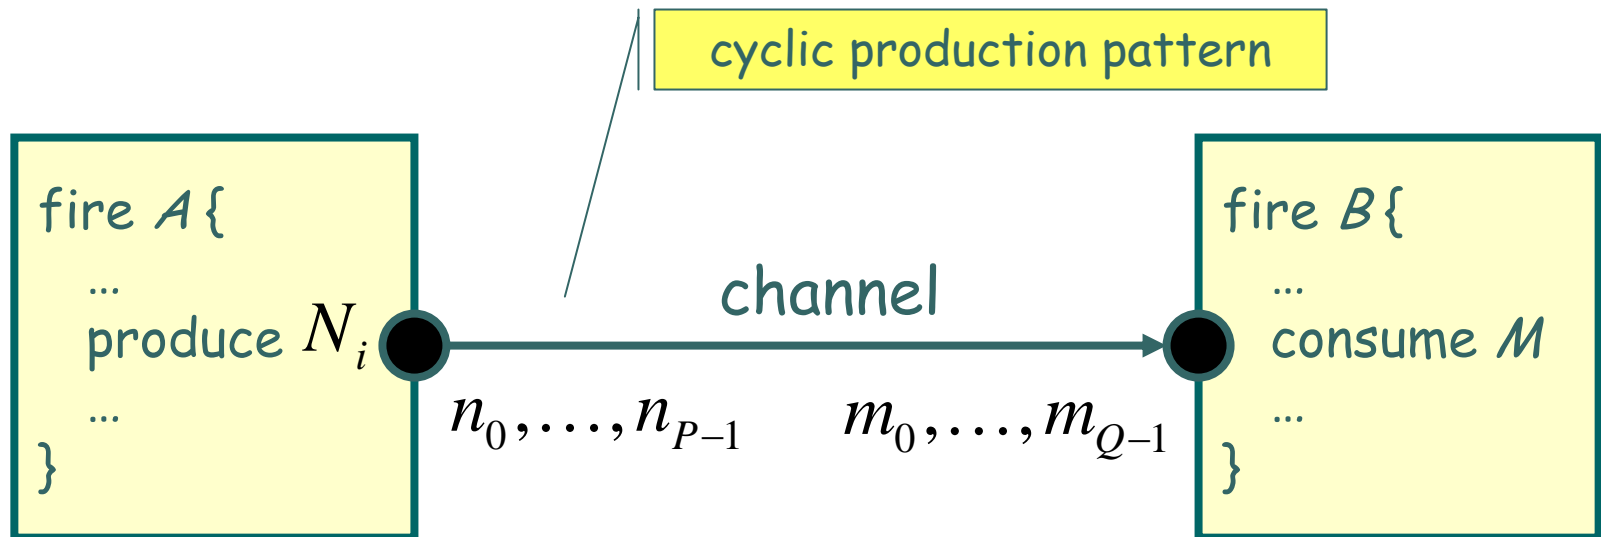 cyclic production pattern
fire A {
…
produce N_i
…
}
channel
n_0,…,n_{P−1}
m_0,…,m_{Q−1}
fire B {
…
consume M
…
}